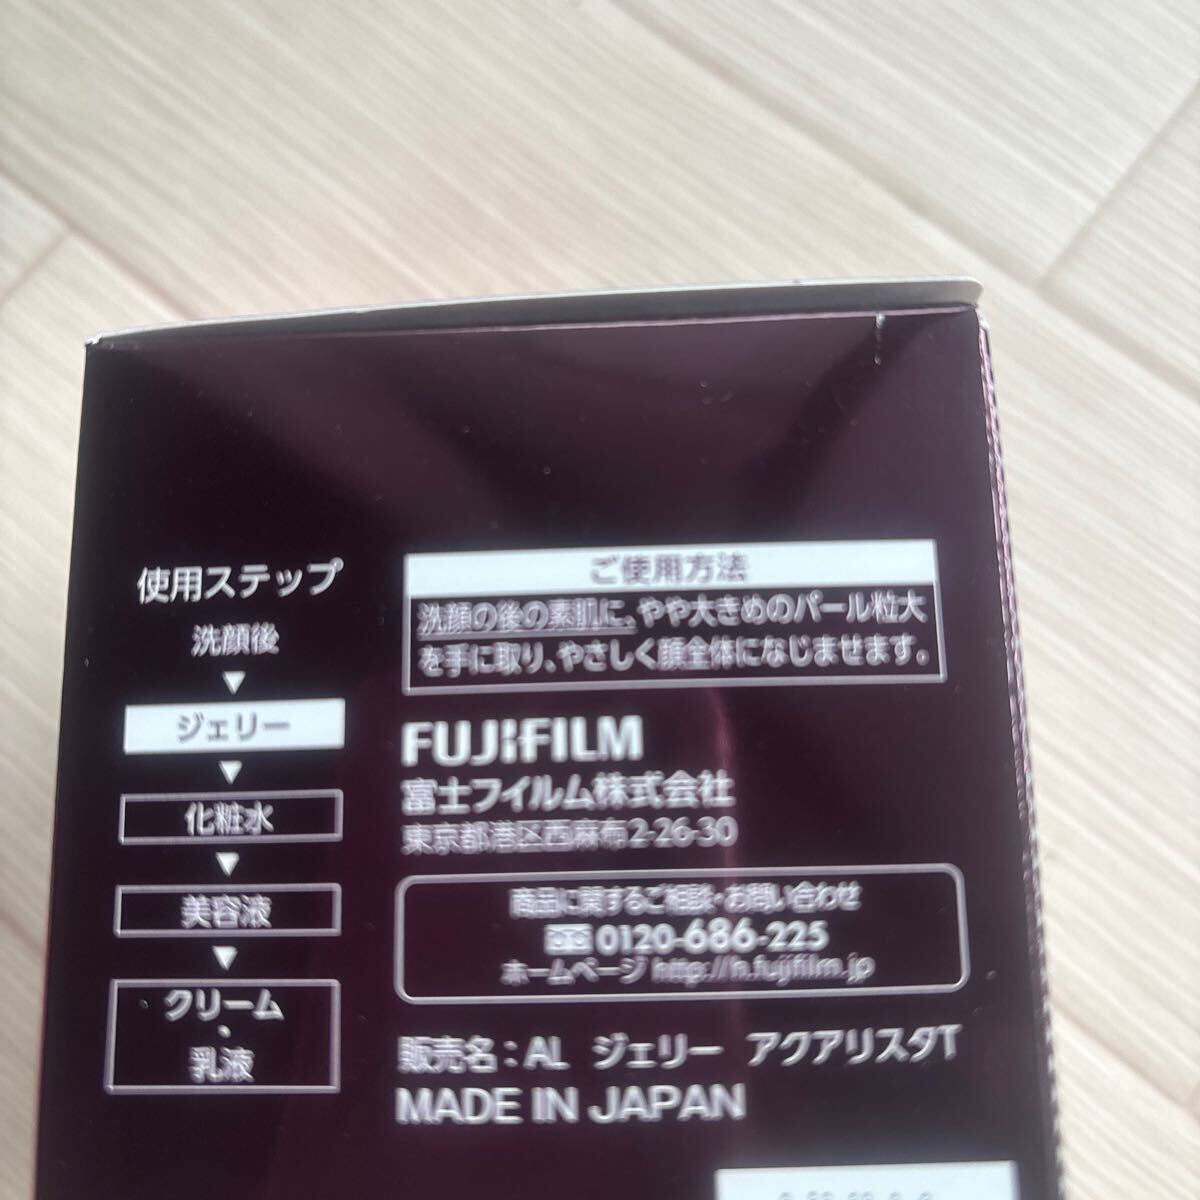 使用ステップ
洗顔後
▼
ジェリー
▼
化粧水
▼
美容液
▼
クリーム
・
乳液
ご使用方法
洗顔の後の素肌に、やや大きめのパール粒大
を手に取り、やさしく顔全体になじませます。
FUJIFILM
富士フイルム株式会社
東京都港区西麻布2-26-30
商品に関するご相談・お問い合わせ
0120-686-225
ホームページ http://h.fujifilm.jp
販売名：AL ジェリー アクアリスタT
MADE IN JAPAN